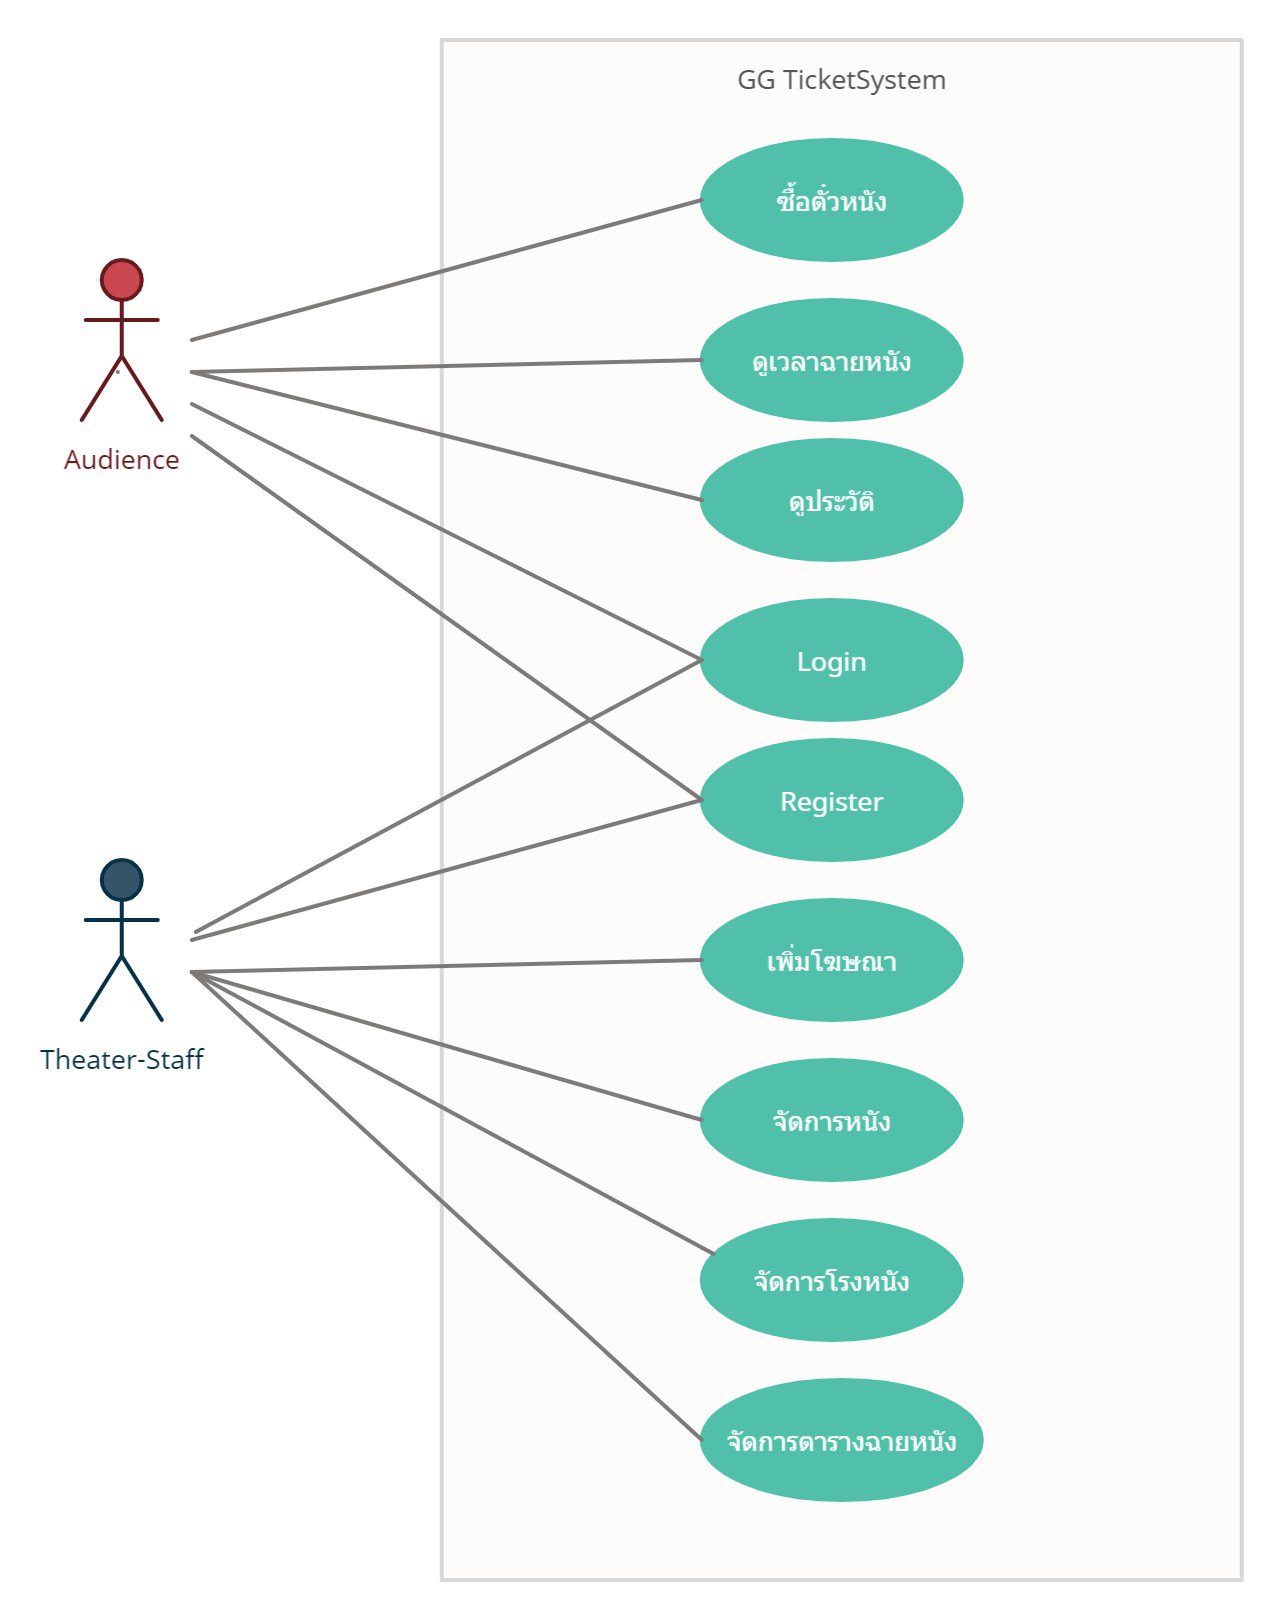 GG TicketSystem
ซื้อตั๋วหนัง
ดูเวลาฉายหนัง
Audience
ดูประวัติ
Login
Register
เพิ่มโฆษณา
Theater-Staff
จัดการหนัง
จัดการโรงหนัง
จัดการตารางฉายหนัง